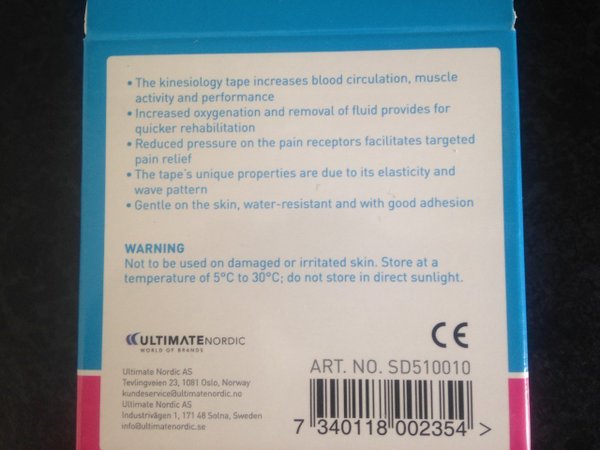 • The kinesiology tape increases blood circulation, muscle
activity and performance
• Increased oxygenation and removal of fluid provides for
quicker rehabilitation
• Reduced pressure on the pain receptors facilitates targeted
pain relief
• The tape's unique properties are due to its elasticity and
wave pattern
• Gentle on the skin, water-resistant and with good adhesion
WARNING
Not to be used on damaged or irritated skin. Store at a
temperature of 5°C to 30°C; do not store in direct sunlight.
ULTIMATENORDIC
WORLD OF BRANDS
CE
Ultimate Nordic AS
Tevlingveien 23, 1081 Oslo, Norway
kundeservice@ultimatenordic.no
Ultimate Nordic AS
Industrivägen 1, 171 48 Solna, Sweden
info@ultimatenordic.se
ART. NO. SD510010
7 340118 002354 >